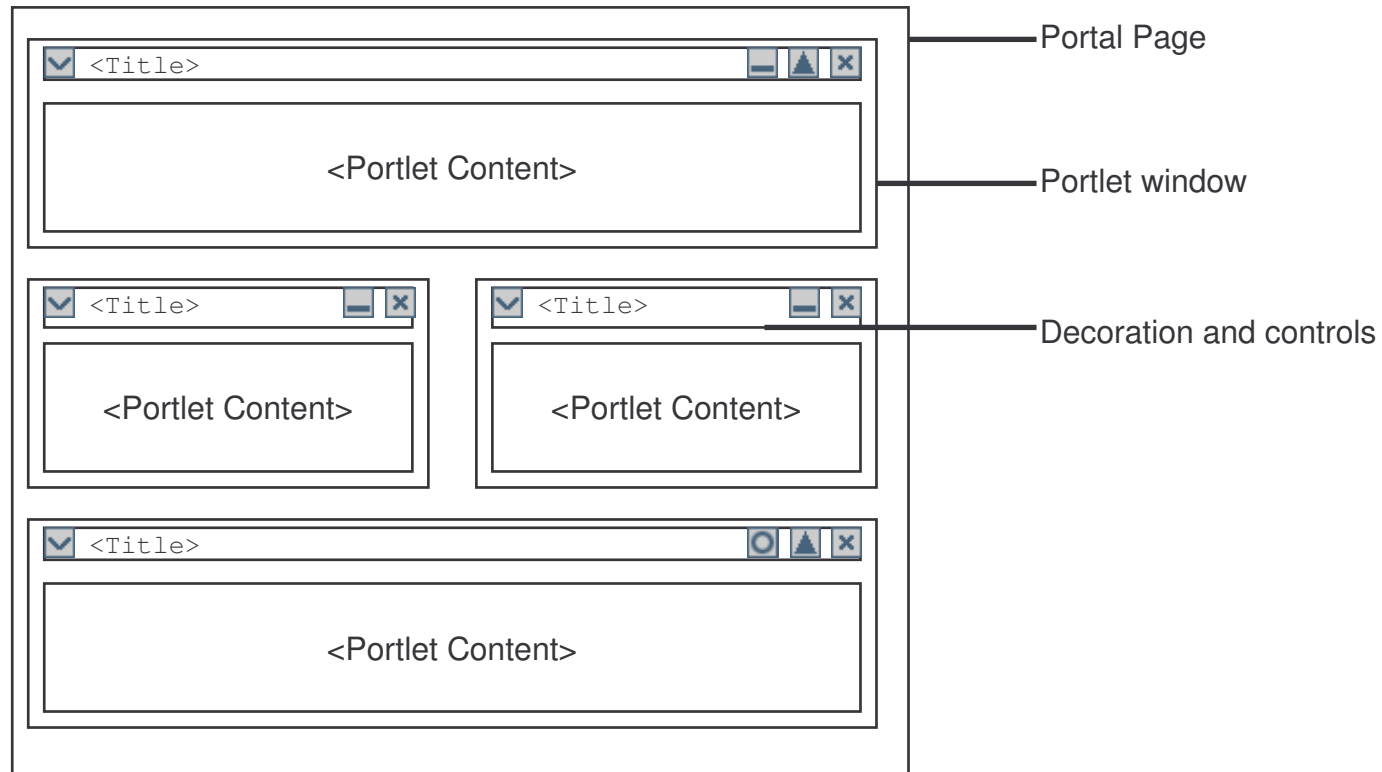 Portal Page
<Title>
<Portlet Content>
Portlet window
<Title>
<Title>
Decoration and controls
<Portlet Content>
<Portlet Content>
<Title>
<Portlet Content>